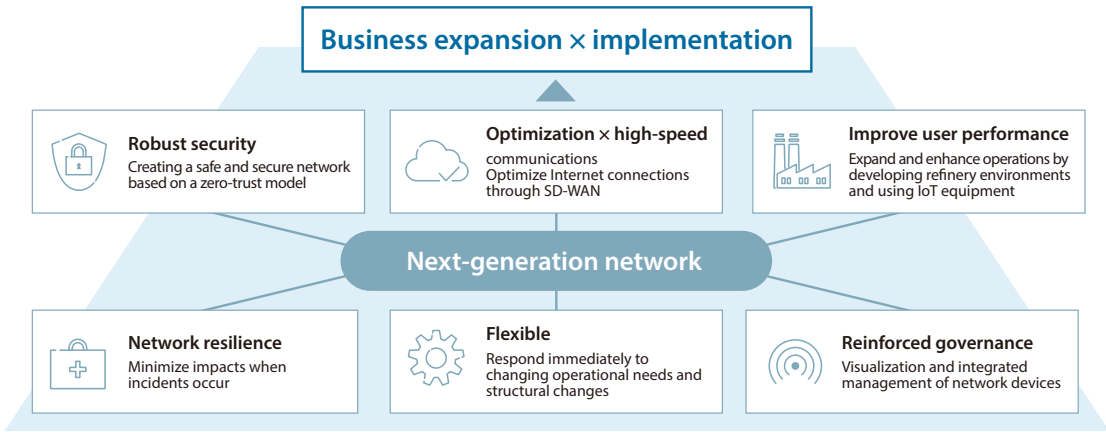 Business expansion × implementation
Robust security
Creating a safe and secure network
based on a zero-trust model
Optimization × high-speed
communications
Optimize Internet connections
through SD-WAN
Improve user performance
Expand and enhance operations by
developing refinery environments
and using IoT equipment
Next-generation network
Network resilience
Minimize impacts when
incidents occur
Flexible
Respond immediately to
changing operational needs and
structural changes
Reinforced governance
Visualization and integrated
management of network devices